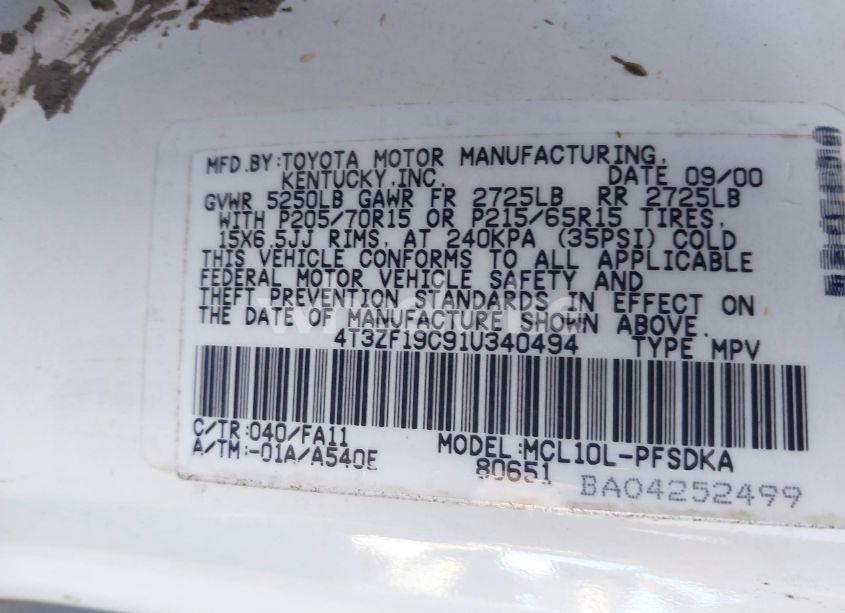 MFD.BY:TOYOTA MOTOR MANUFACTURING,
KENTUCKY,INC. DATE 09/00
GVWR 5250LB GAWR FR 2725LB RR 2725LB
WITH P205/70R15 OR P215/65R15 TIRES,
15X6.5JJ RIMS, AT 240KPA (35PSI) COLD
THIS VEHICLE CONFORMS TO ALL APPLICABLE
FEDERAL MOTOR VEHICLE SAFETY AND
THEFT PREVENTION STANDARDS IN EFFECT ON
THE DATE OF MANUFACTURE SHOWN ABOVE.
4T3ZF19C91U340494 TYPE MPV
C/TR:040/FA11
A/TM:-01A/A540E MODEL:MCL10L-PFSDKA
80651 BA04252499